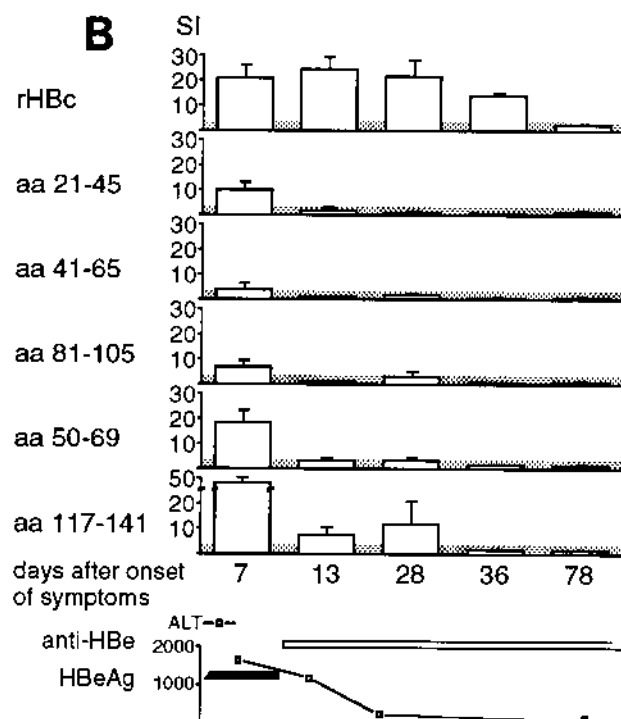 B
SI
rHBc
30
20
10
aa 21-45
30
20
10
aa 41-65
30
20
10
aa 81-105
30
20
10
aa 50-69
30
20
10
aa 117-141
50
20
10
days after onset of symptoms
7 13 28 36 78
ALT
anti-HBe
HBeAg
2000
1000